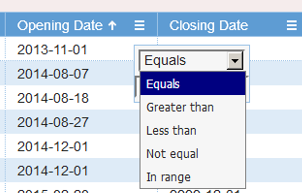 Opening Date Closing Date
2013-11-01
Equals
2014-08-07
Equals
2014-08-18
Greater than
2014-08-27
Less than
2014-12-01
Not equal
2014-12-01
In range